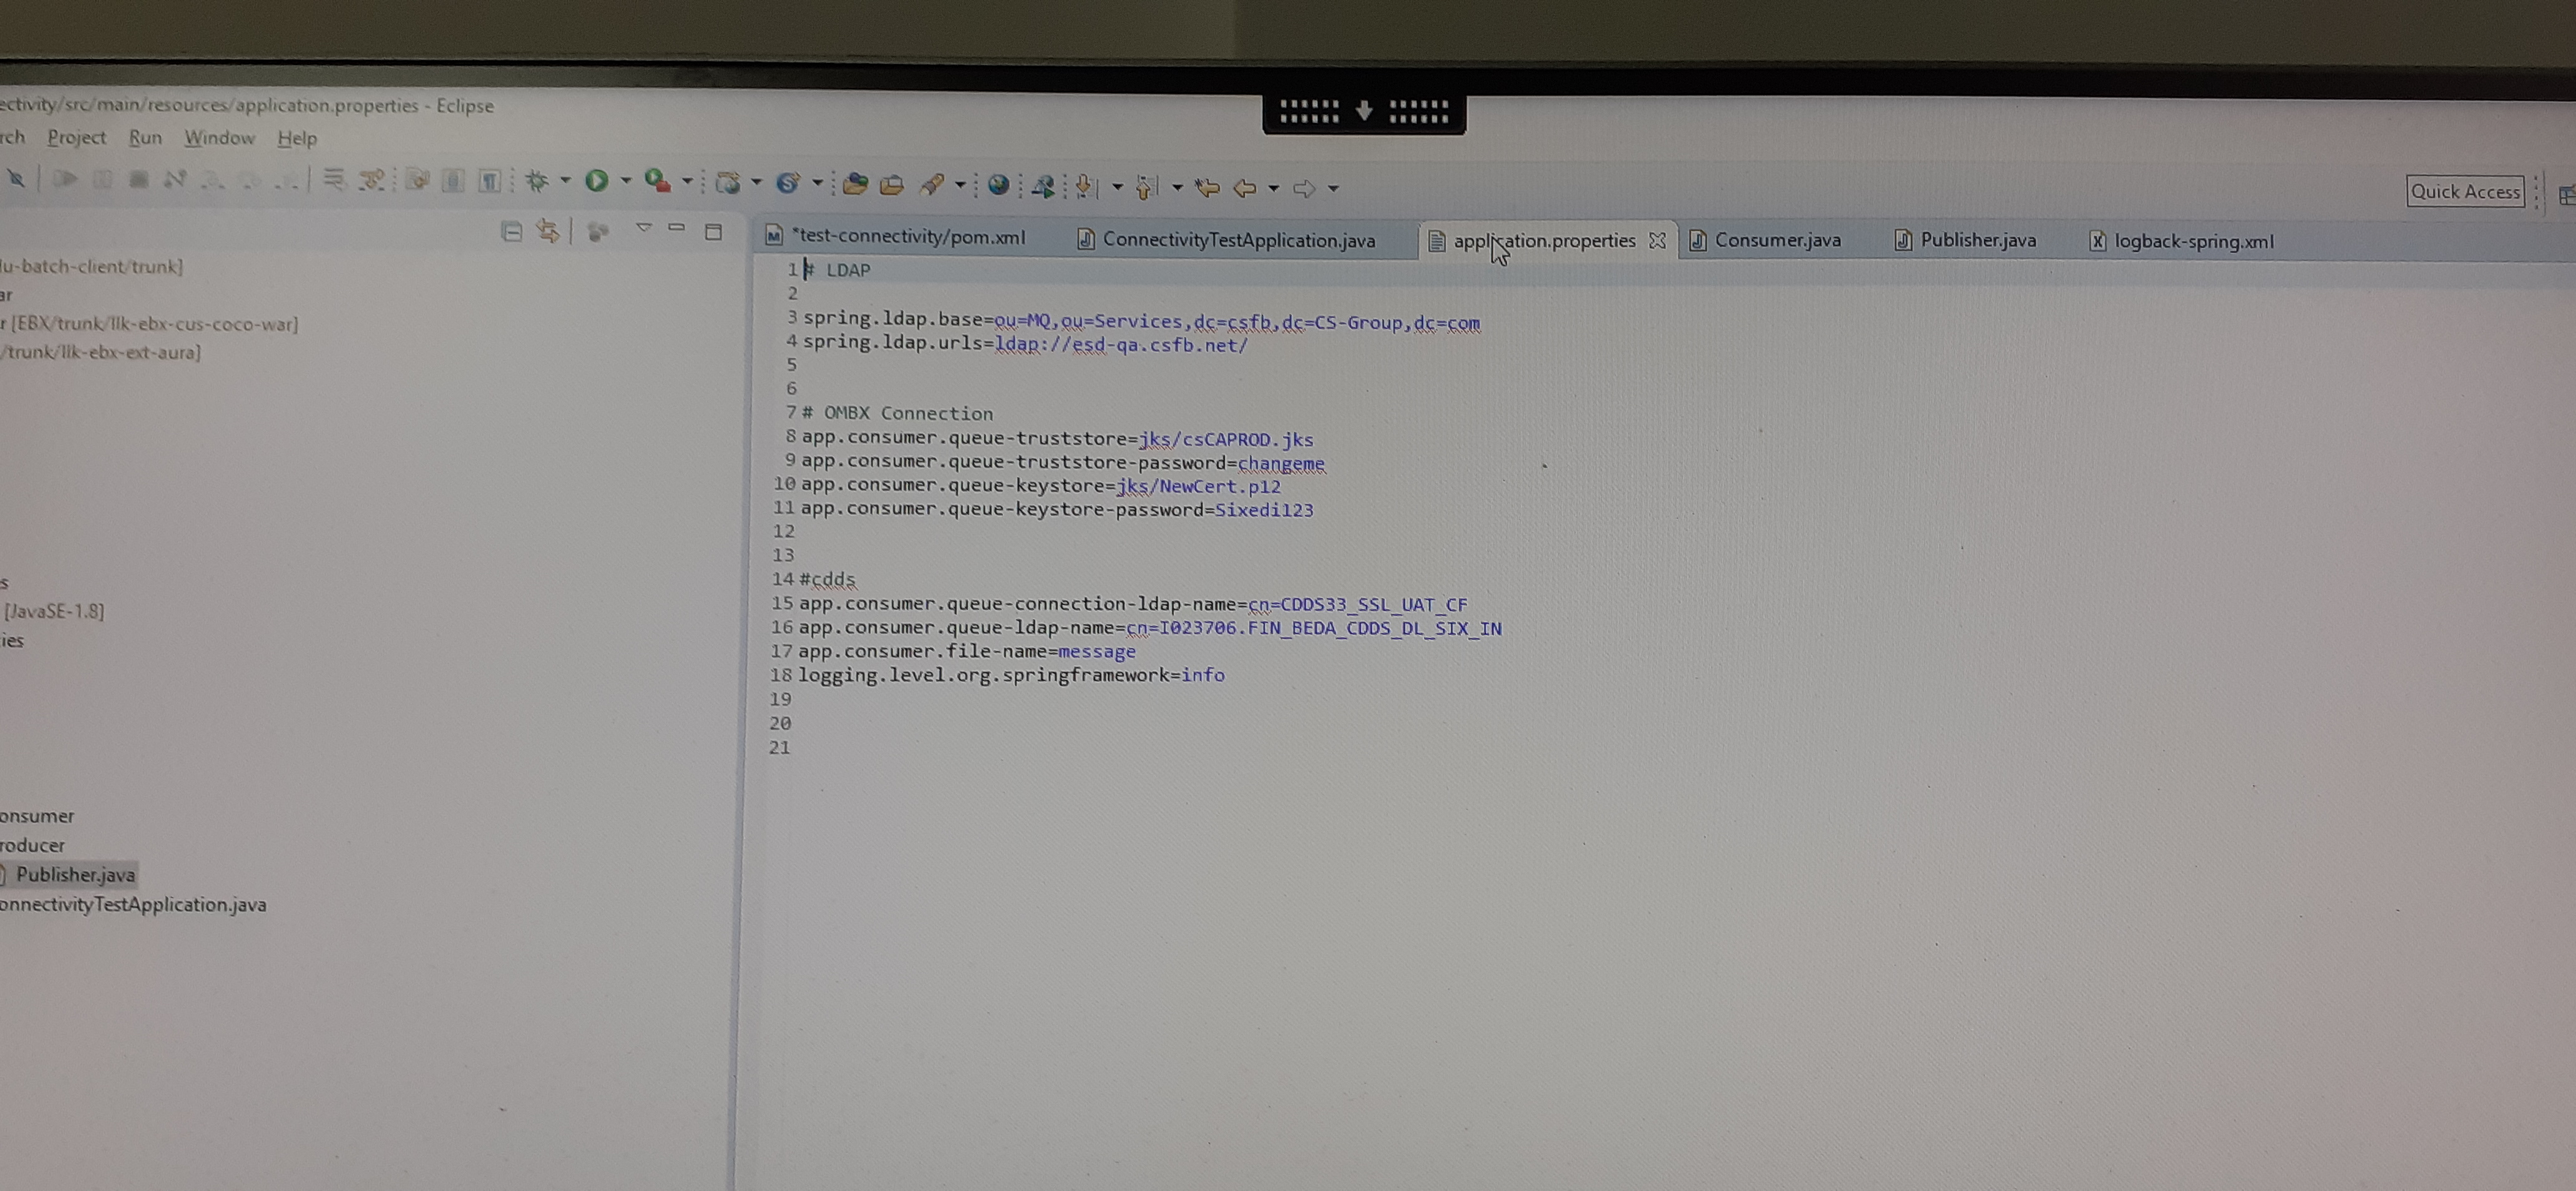 ectivity/src/main/resources/application.properties - Eclipse
rch Project Run Window Help
Quick Access
*test-connectivity/pom.xml ConnectivityTestApplication.java application.properties Consumer.java Publisher.java logback-spring.xml
lu-batch-client/trunk]
ar
r [EBX/trunk/llk-ebx-cus-coco-war]
/trunk/llk-ebx-ext-aura]
s
[JavaSE-1.8]
ies
onsumer
roducer
Publisher.java
onnectivityTestApplication.java
1 # LDAP
2
3 spring.ldap.base=ou=MQ,ou=Services,dc=csfb,dc=CS-Group,dc=com
4 spring.ldap.urls=ldap://esd-qa.csfb.net/
5
6
7 # OMBX Connection
8 app.consumer.queue-truststore=jks/csCAPROD.jks
9 app.consumer.queue-truststore-password=changeme
10 app.consumer.queue-keystore=jks/NewCert.p12
11 app.consumer.queue-keystore-password=Sixedi123
12
13
14 #cdds
15 app.consumer.queue-connection-ldap-name=cn=CDDS33_SSL_UAT_CF
16 app.consumer.queue-ldap-name=cn=I023706.FIN_BEDA_CDDS_DL_SIX_IN
17 app.consumer.file-name=message
18 logging.level.org.springframework=info
19
20
21